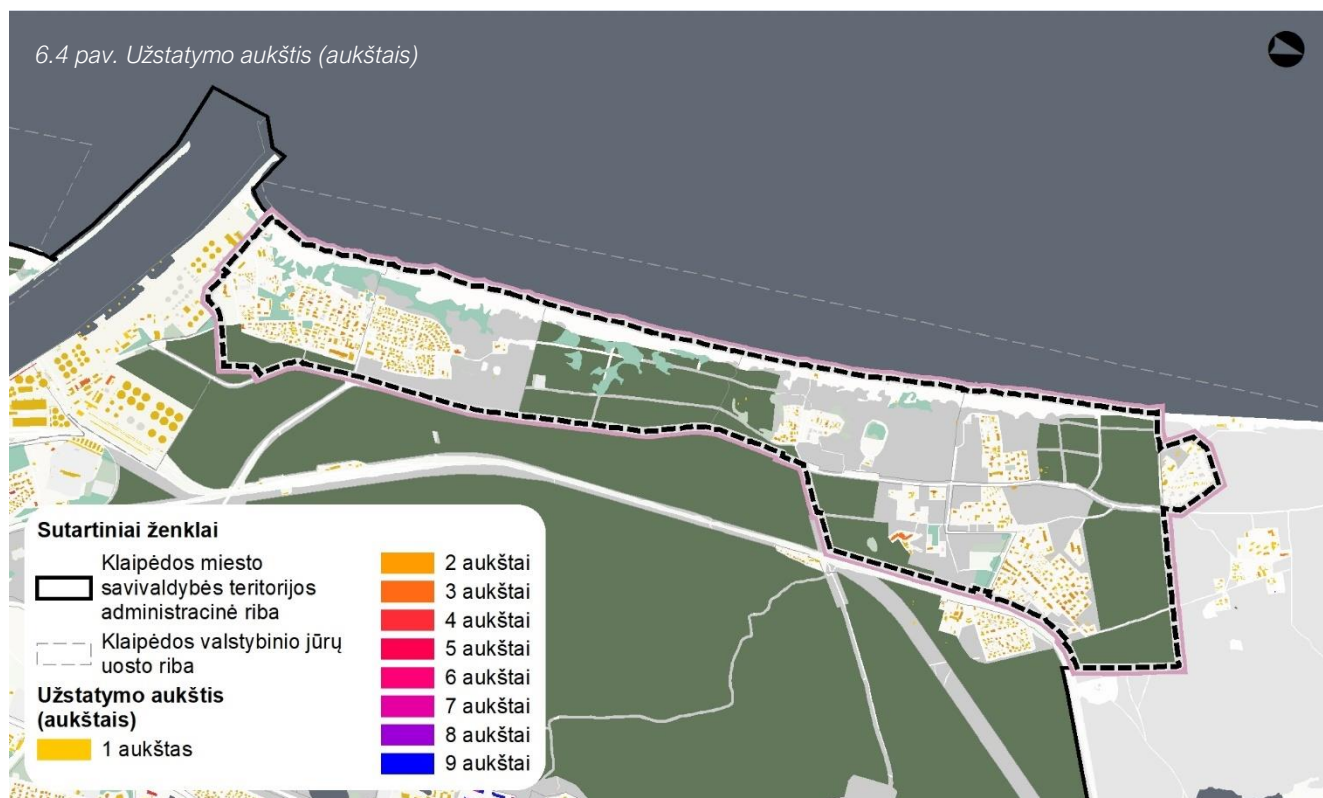 6.4 pav. Užstatymo aukštis (aukštais)
Sutartiniai ženklai
Klaipėdos miesto
savivaldybės teritorijos
administracinė riba
Klaipėdos valstybinio jūrų
uosto riba
Užstatymo aukštis
(aukštais)
1 aukštas
2 aukštai
3 aukštai
4 aukštai
5 aukštai
6 aukštai
7 aukštai
8 aukštai
9 aukštai